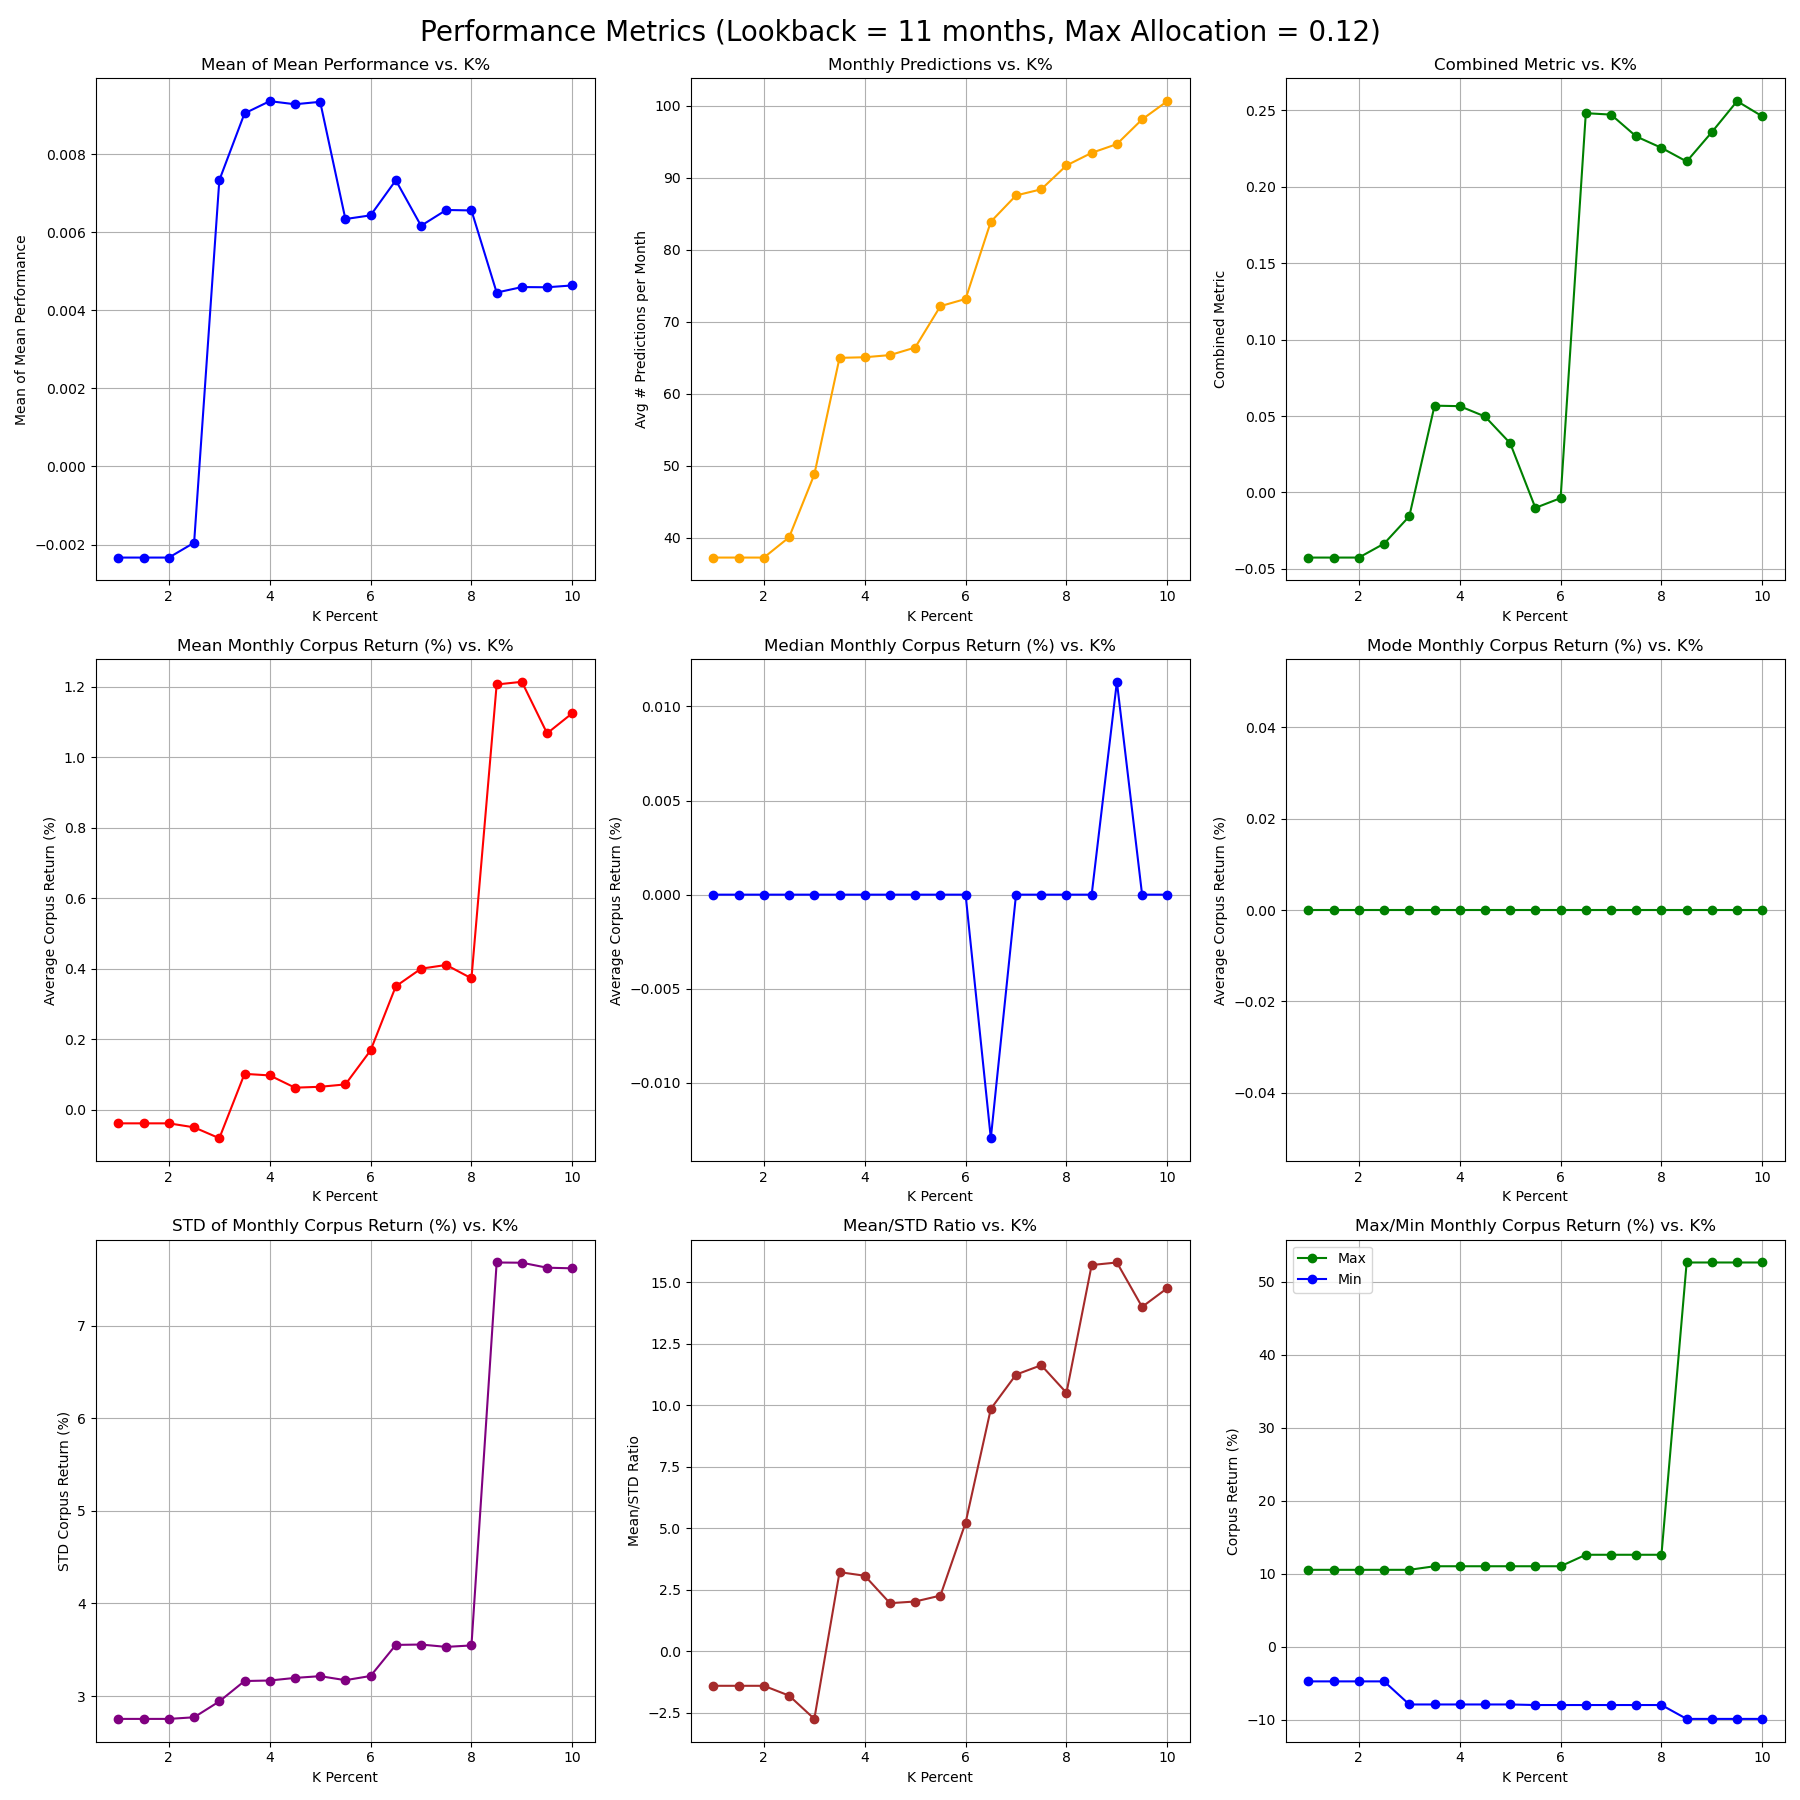 Performance Metrics (Lookback = 11 months, Max Allocation = 0.12)
Mean of Mean Performance vs. K%
Mean of Mean Performance
0.008
0.006
0.004
0.002
0.000
−0.002
2 4 6 8 10
K Percent
Monthly Predictions vs. K%
Avg # Predictions per Month
100
90
80
70
60
50
40
2 4 6 8 10
K Percent
Combined Metric vs. K%
Combined Metric
0.25
0.20
0.15
0.10
0.05
0.00
−0.05
2 4 6 8 10
K Percent
Mean Monthly Corpus Return (%) vs. K%
Average Corpus Return (%)
1.2
1.0
0.8
0.6
0.4
0.2
0.0
2 4 6 8 10
K Percent
Median Monthly Corpus Return (%) vs. K%
Average Corpus Return (%)
0.010
0.005
0.000
−0.005
−0.010
2 4 6 8 10
K Percent
Mode Monthly Corpus Return (%) vs. K%
Average Corpus Return (%)
0.04
0.02
0.00
−0.02
−0.04
2 4 6 8 10
K Percent
STD of Monthly Corpus Return (%) vs. K%
STD Corpus Return (%)
7
6
5
4
3
2 4 6 8 10
K Percent
Mean/STD Ratio vs. K%
Mean/STD Ratio
15.0
12.5
10.0
7.5
5.0
2.5
0.0
−2.5
2 4 6 8 10
K Percent
Max/Min Monthly Corpus Return (%) vs. K%
Corpus Return (%)
Max
Min
50
40
30
20
10
0
−10
2 4 6 8 10
K Percent